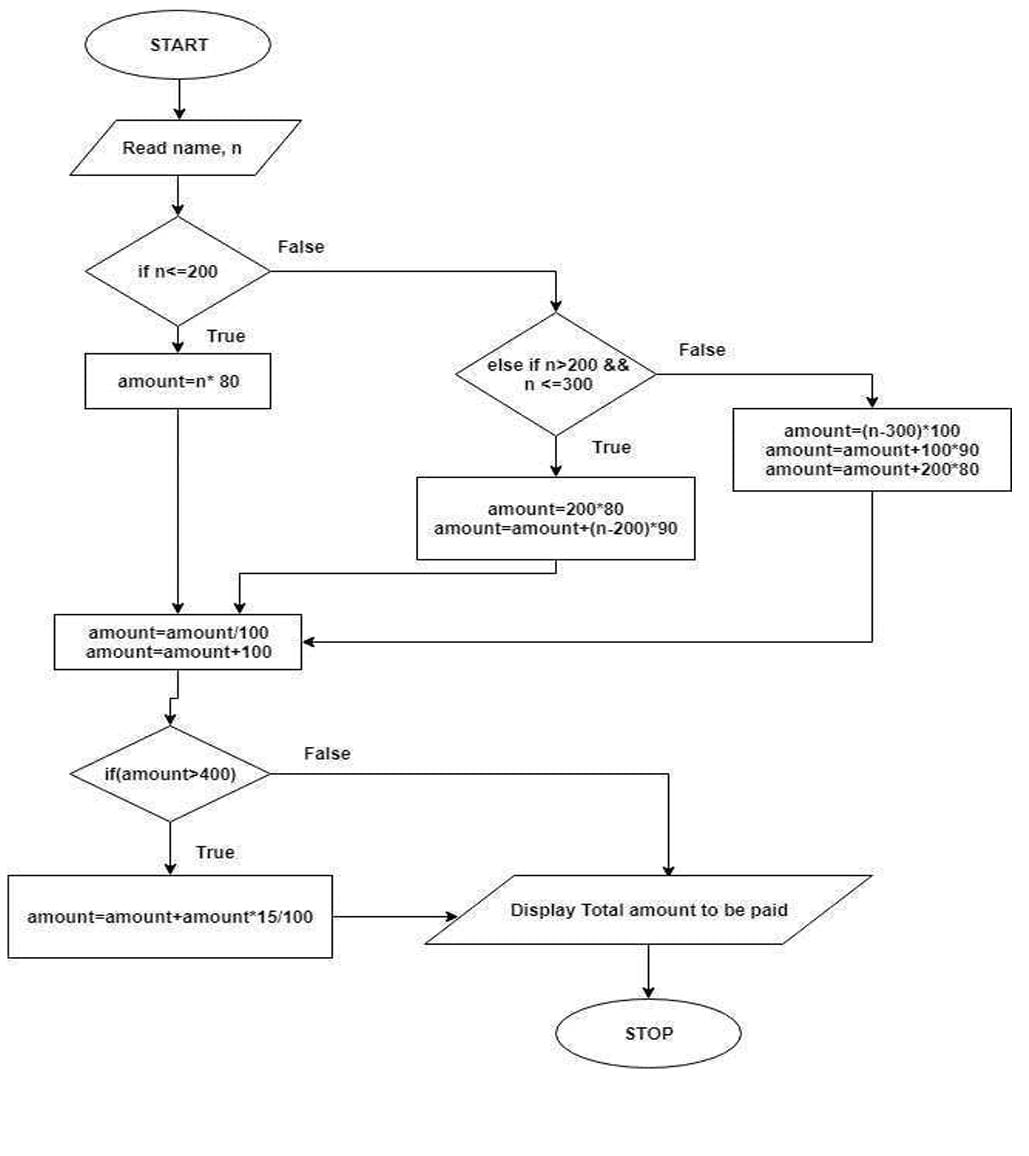 START
Read name, n
if n<=200
False
True
amount=n* 80
else if n>200 &&
n <=300
False
True
amount=(n-300)*100
amount=amount+100*90
amount=amount+200*80
amount=200*80
amount=amount+(n-200)*90
amount=amount/100
amount=amount+100
if(amount>400)
False
True
amount=amount+amount*15/100
Display Total amount to be paid
STOP